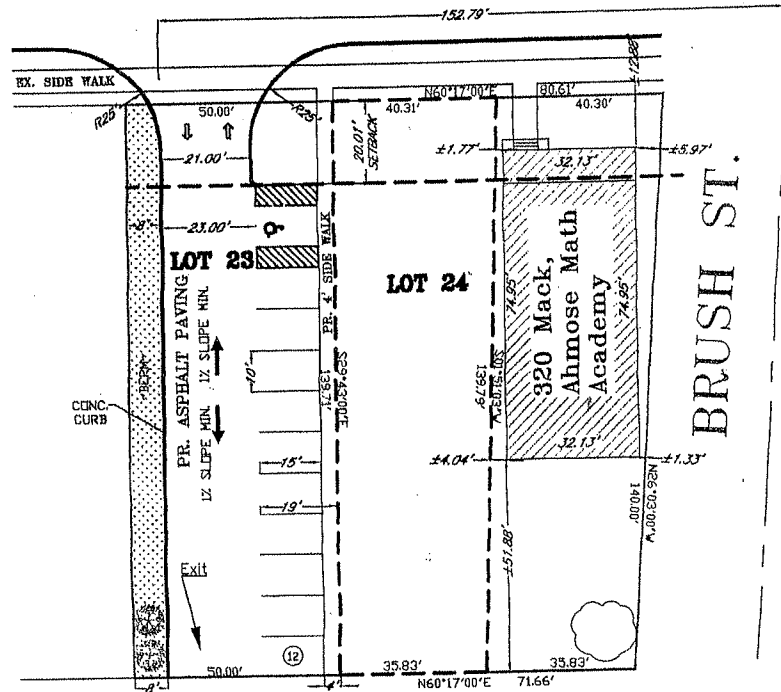 152.79'
±12.88'
EX. SIDE WALK
N60°17'00"E
80.61'
R25'
50.00'
R25'
40.31'
40.30'
20.01'
SETBACK
21.00'
±1.77'
32.13'
±5.97'
8'
23.00'
LOT 23
LOT 24
PR. 4' SIDE WALK
PR. ASPHALT PAVING
1% SLOPE MIN.
1% SLOPE MIN.
BERM
CONC.
CURB
10'
S29°43'00"E
139.71'
139.79'
74.95'
74.95'
320 Mack,
Ahmose Math
Academy
BRUSH ST.
15'
±4.04'
32.13'
±1.33'
N26°03'00"W
140.00'
19'
±51.88'
Exit
12
50.00'
35.83'
35.83'
8'
4'
N60°17'00"E
71.66'